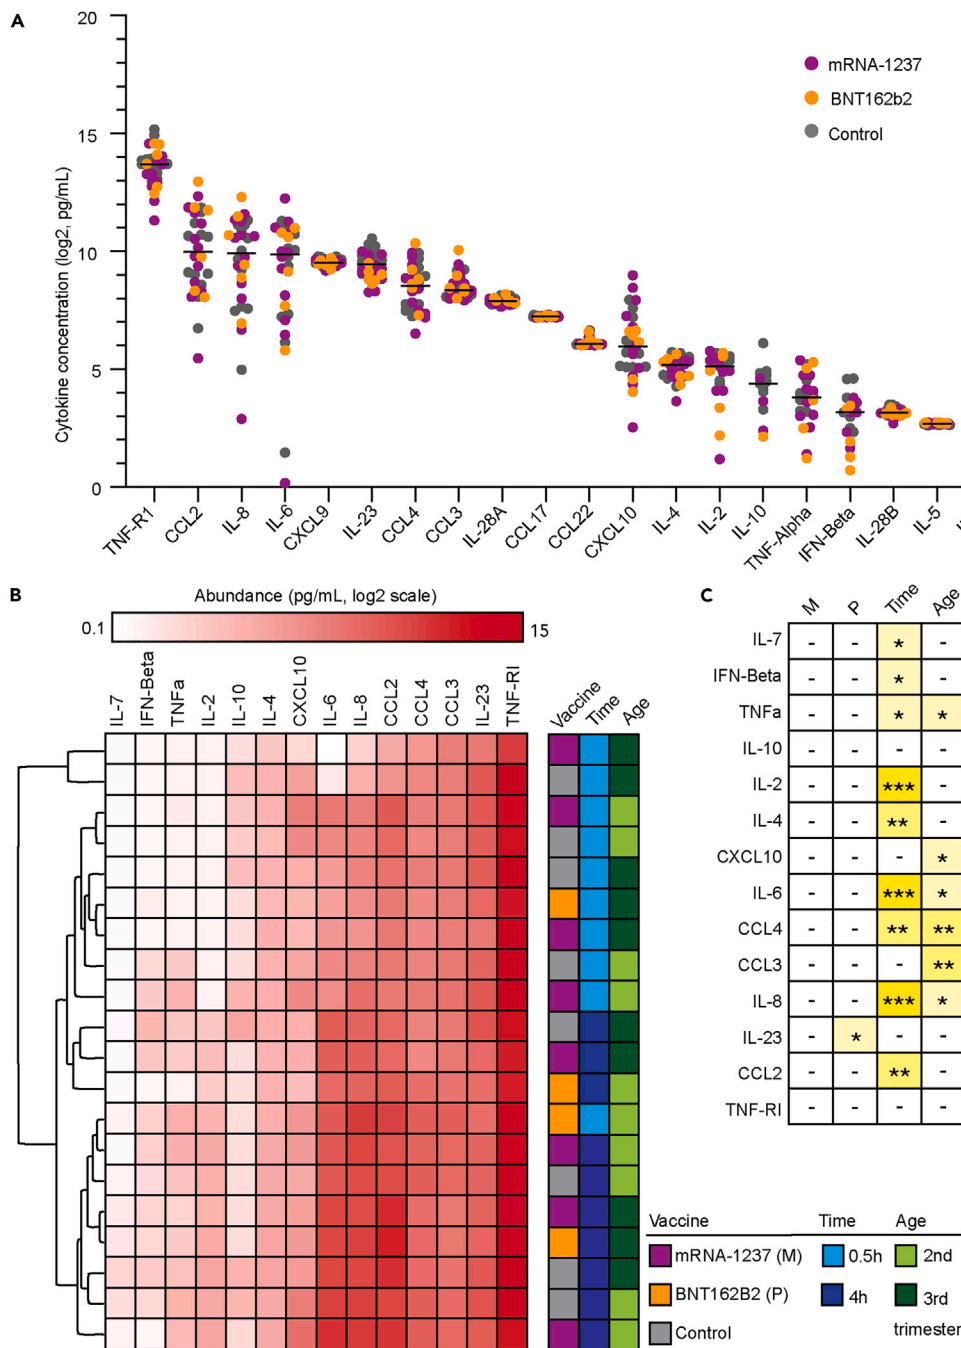 A
20
15
10
5
0
Cytokine concentration (log2, pg/mL)
mRNA-1237
BNT162b2
Control
TNF-R1
CCL2
IL-8
IL-6
CXCL9
IL-23
CCL4
CCL3
IL-28A
CCL17
CCL22
CXCL10
IL-4
IL-2
IL-10
TNF-Alpha
IFN-Beta
IL-28B
IL-5
B
Abundance (pg/mL, log2 scale)
0.1
15
IL-7
IFN-Beta
TNFa
IL-2
IL-10
IL-4
CXCL10
IL-6
IL-8
CCL2
CCL4
CCL3
IL-23
TNF-RI
Vaccine
Time
Age
C
M P Time Age
IL-7 - - * -
IFN-Beta - - * -
TNFa - - * *
IL-10 - - - -
IL-2 - - *** -
IL-4 - - ** -
CXCL10 - - - *
IL-6 - - *** *
CCL4 - - ** **
CCL3 - - - **
IL-8 - - *** *
IL-23 - * - -
CCL2 - - ** -
TNF-RI - - - -
Vaccine Time Age
mRNA-1237 (M) 0.5h 2nd
BNT162B2 (P) 4h 3rd
Control trimester